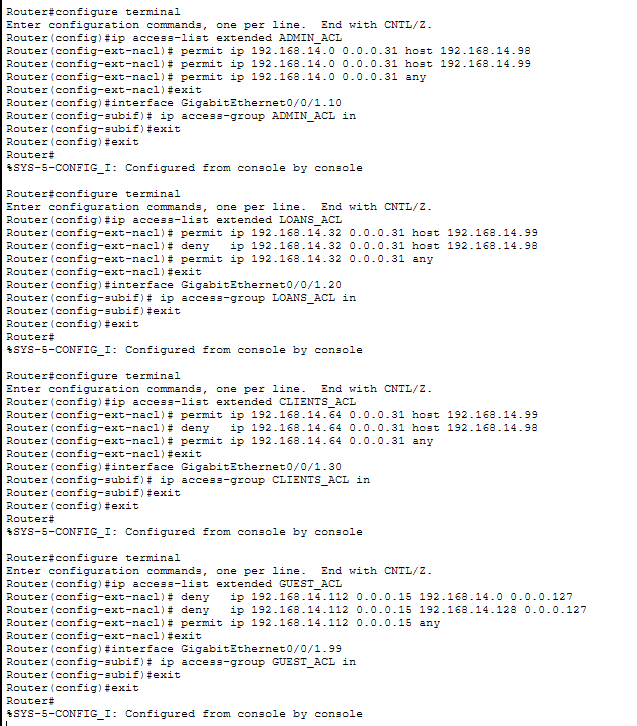 Router#configure terminal
Enter configuration commands, one per line.  End with CNTL/Z.
Router(config)#ip access-list extended ADMIN_ACL
Router(config-ext-nacl)# permit ip 192.168.14.0 0.0.0.31 host 192.168.14.98
Router(config-ext-nacl)# permit ip 192.168.14.0 0.0.0.31 host 192.168.14.99
Router(config-ext-nacl)# permit ip 192.168.14.0 0.0.0.31 any
Router(config-ext-nacl)#exit
Router(config)#interface GigabitEthernet0/0/1.10
Router(config-subif)# ip access-group ADMIN_ACL in
Router(config-subif)#exit
Router(config)#exit
Router#
%SYS-5-CONFIG_I: Configured from console by console

Router#configure terminal
Enter configuration commands, one per line.  End with CNTL/Z.
Router(config)#ip access-list extended LOANS_ACL
Router(config-ext-nacl)# permit ip 192.168.14.32 0.0.0.31 host 192.168.14.99
Router(config-ext-nacl)# deny   ip 192.168.14.32 0.0.0.31 host 192.168.14.98
Router(config-ext-nacl)# permit ip 192.168.14.32 0.0.0.31 any
Router(config-ext-nacl)#exit
Router(config)#interface GigabitEthernet0/0/1.20
Router(config-subif)# ip access-group LOANS_ACL in
Router(config-subif)#exit
Router(config)#exit
Router#
%SYS-5-CONFIG_I: Configured from console by console

Router#configure terminal
Enter configuration commands, one per line.  End with CNTL/Z.
Router(config)#ip access-list extended CLIENTS_ACL
Router(config-ext-nacl)# permit ip 192.168.14.64 0.0.0.31 host 192.168.14.99
Router(config-ext-nacl)# deny   ip 192.168.14.64 0.0.0.31 host 192.168.14.98
Router(config-ext-nacl)# permit ip 192.168.14.64 0.0.0.31 any
Router(config-ext-nacl)#exit
Router(config)#interface GigabitEthernet0/0/1.30
Router(config-subif)# ip access-group CLIENTS_ACL in
Router(config-subif)#exit
Router(config)#exit
Router#
%SYS-5-CONFIG_I: Configured from console by console

Router#configure terminal
Enter configuration commands, one per line.  End with CNTL/Z.
Router(config)#ip access-list extended GUEST_ACL
Router(config-ext-nacl)# deny   ip 192.168.14.112 0.0.0.15 192.168.14.0 0.0.0.127
Router(config-ext-nacl)# deny   ip 192.168.14.112 0.0.0.15 192.168.14.128 0.0.0.127
Router(config-ext-nacl)# permit ip 192.168.14.112 0.0.0.15 any
Router(config-ext-nacl)#exit
Router(config)#interface GigabitEthernet0/0/1.99
Router(config-subif)# ip access-group GUEST_ACL in
Router(config-subif)#exit
Router(config)#exit
Router#
%SYS-5-CONFIG_I: Configured from console by console